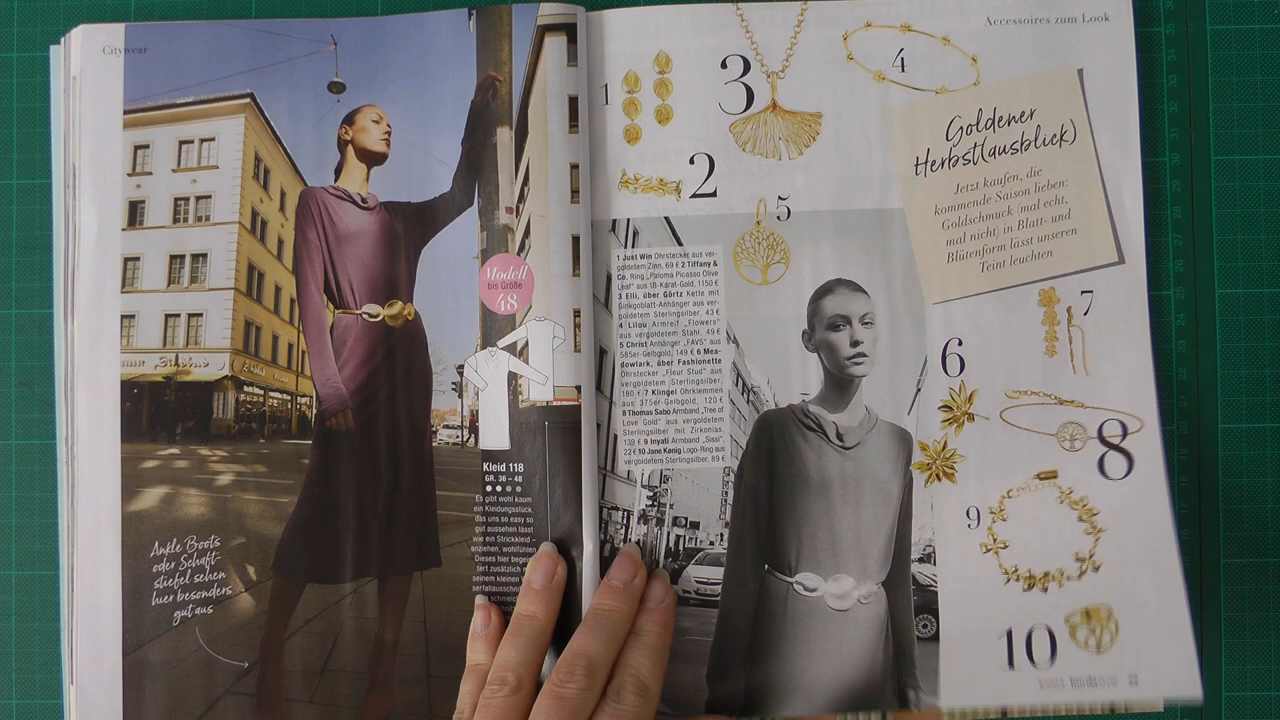 Citywear
Modell
bis Größe
48
Kleid 118
GR. 36 – 48
Es gibt wohl kaum
ein Kleidungsstück,
das uns so easy so
gut aussehen lässt
wie ein Strickkleid –
anziehen, wohlfühlen
Dieses hier begeis-
tert zusätzlich
seinem kleinen
Ankle Boots
oder Schaft-
stiefel sehen
hier besonders
gut aus
Accessoires zum Look
1
2
3
4
5
Goldener
Herbst(ausblick)
Jetzt kaufen, die
kommende Saison lieben:
Goldschmuck (mal echt,
mal nicht) in Blatt- und
Blütenform lässt unseren
Teint leuchten
1 Just Win Ohrstecker aus ver-
goldetem Zinn, 69 € 2 Tiffany &
Co. Ring „Paloma Picasso Olive
Leaf" aus 18-Karat-Gold, 1150 €
3 Elli, über Görtz Kette mit
Ginkgoblatt-Anhänger aus ver-
goldetem Sterlingsilber, 43 €
4 Lilou Armreif „Flowers"
aus vergoldetem Stahl, 49 €
5 Christ Anhänger „FAVS" aus
585er-Gelbgold, 149 € 6 Mea-
dowlark, über Fashionette
Ohrstecker „Fleur Stud" aus
vergoldetem Sterlingsilber,
180 € 7 Klingel Ohrklemmen
aus 375er-Gelbgold, 120 €
8 Thomas Sabo Armband „Tree of
Love Gold" aus vergoldetem
Sterlingsilber mit Zirkonias,
139 € 9 Inyati Armband „Sissi",
22 € 10 Jane Kønig Logo-Ring aus
vergoldetem Sterlingsilber, 89 €
6
7
8
9
10